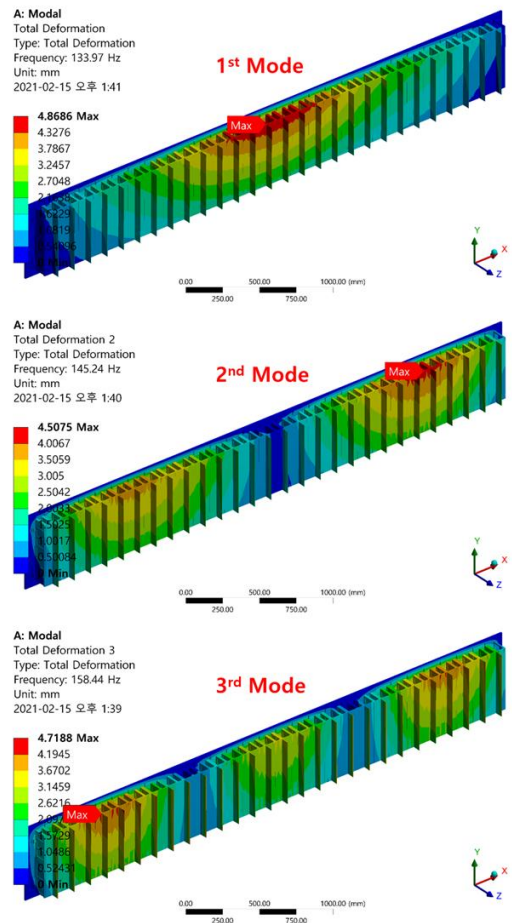 A: Modal
Total Deformation
Type: Total Deformation
Frequency: 133.97 Hz
Unit: mm
2021-02-15 오후 1:41
1st Mode
4.8686 Max
4.3276
3.7867
3.2457
2.7048
Max
Y
X
Z
0.00 500.00 1000.00 (mm)
250.00 750.00
A: Modal
Total Deformation 2
Type: Total Deformation
Frequency: 145.24 Hz
Unit: mm
2021-02-15 오후 1:40
2nd Mode
4.5075 Max
4.0067
3.5059
3.005
2.5042
0.50084
0 Min
Max
Y
X
Z
0.00 500.00 1000.00 (mm)
250.00 750.00
A: Modal
Total Deformation 3
Type: Total Deformation
Frequency: 158.44 Hz
Unit: mm
2021-02-15 오후 1:39
3rd Mode
4.7188 Max
4.1945
3.6702
3.1459
2.6216
1.0486
0.52431
0 Min
Max
Y
X
Z
0.00 500.00 1000.00 (mm)
250.00 750.00